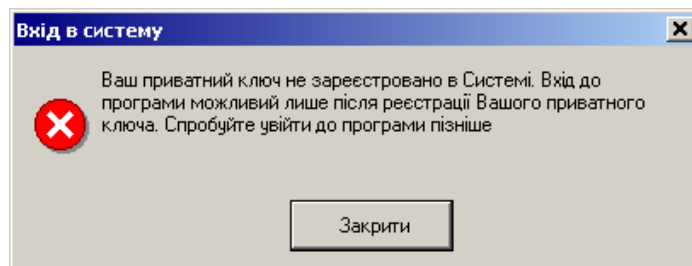 Вхід в систему
Ваш приватний ключ не зареєстровано в Системі. Вхід до
програми можливий лише після реєстрації Вашого приватного
ключа. Спробуйте увійти до програми пізніше
Закрити